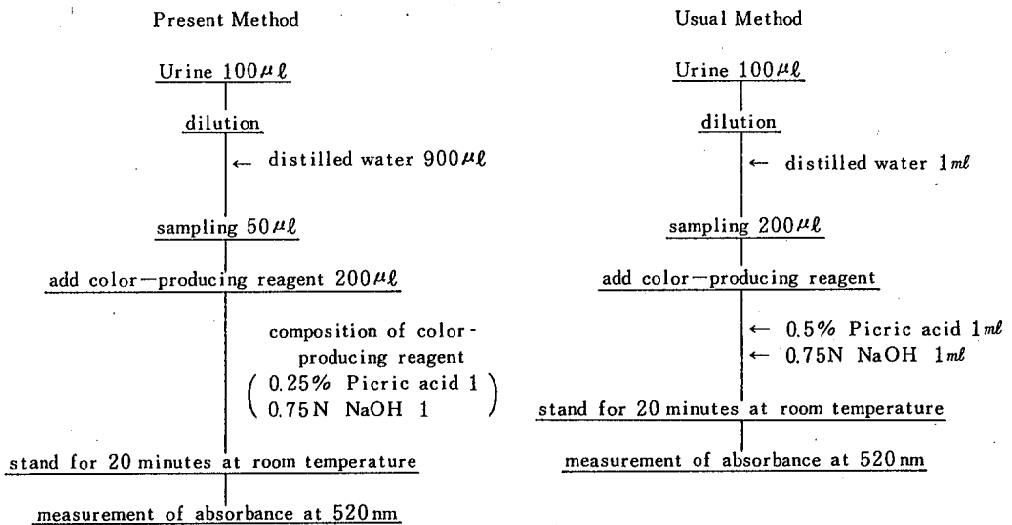 Present Method
Urine 100μℓ
dilution
← distilled water 900μℓ
sampling 50μℓ
add color—producing reagent 200μℓ
composition of color-
producing reagent
( 0.25% Picric acid 1 )
0.75N NaOH 1
stand for 20 minutes at room temperature
measurement of absorbance at 520nm
Usual Method
Urine 100μℓ
dilution
← distilled water 1mℓ
sampling 200μℓ
add color—producing reagent
← 0.5% Picric acid 1mℓ
← 0.75N NaOH 1mℓ
stand for 20 minutes at room temperature
measurement of absorbance at 520nm